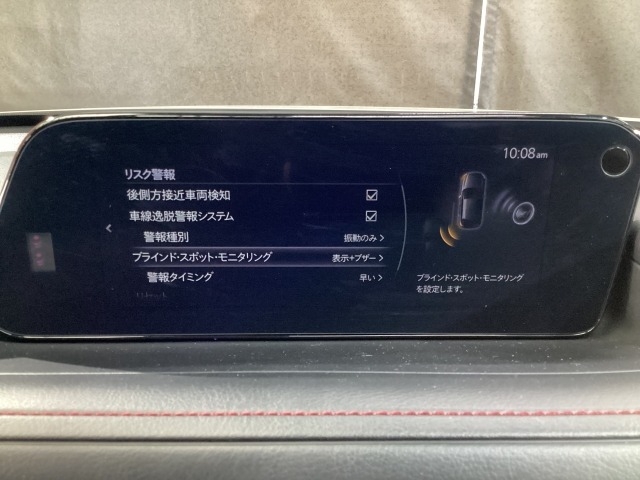 10:08am
リスク警報
後側方接近車両検知
車線逸脱警報システム
警報種別 振動のみ
ブラインド・スポット・モニタリング 表示+ブザー
警報タイミング 早い
ブラインド・スポット・モニタリング
を設定します。